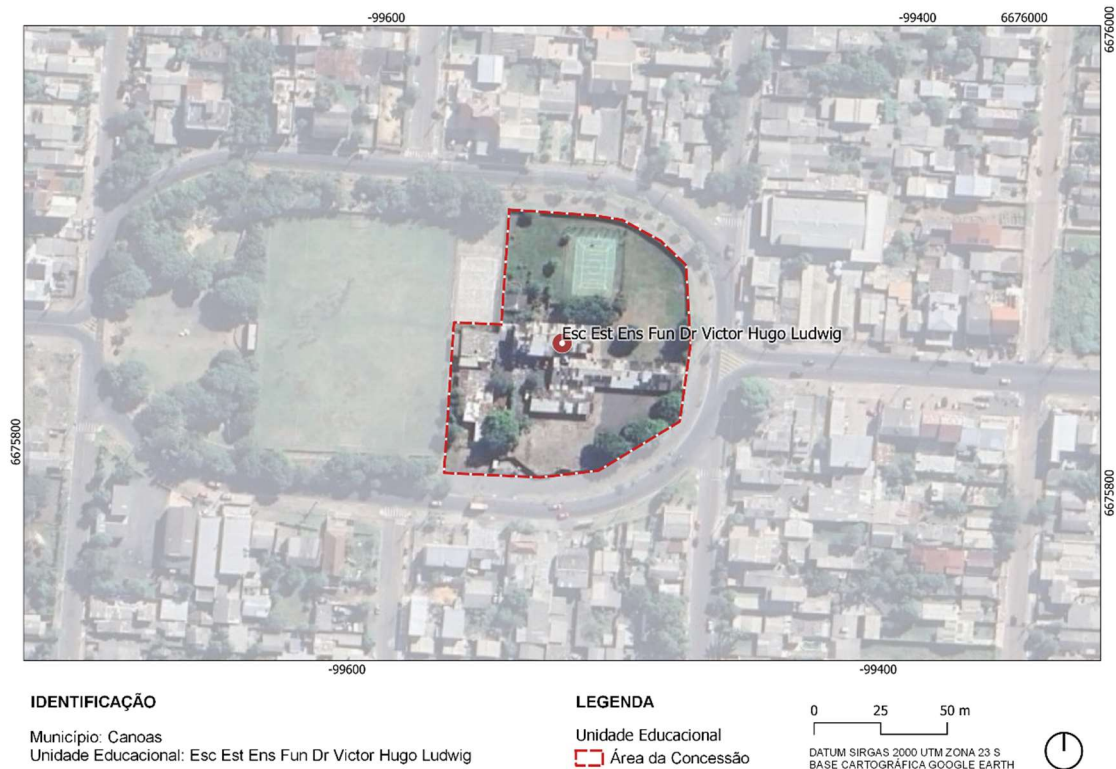 -99600
-99400
6676000
6676000
Esc Est Ens Fun Dr Victor Hugo Ludwig
6675800
6675800
-99600
-99400
IDENTIFICAÇÃO
Município: Canoas
Unidade Educacional: Esc Est Ens Fun Dr Victor Hugo Ludwig
LEGENDA
Unidade Educacional
Área da Concessão
0 25 50 m
DATUM SIRGAS 2000 UTM ZONA 23 S
BASE CARTOGRÁFICA GOOGLE EARTH